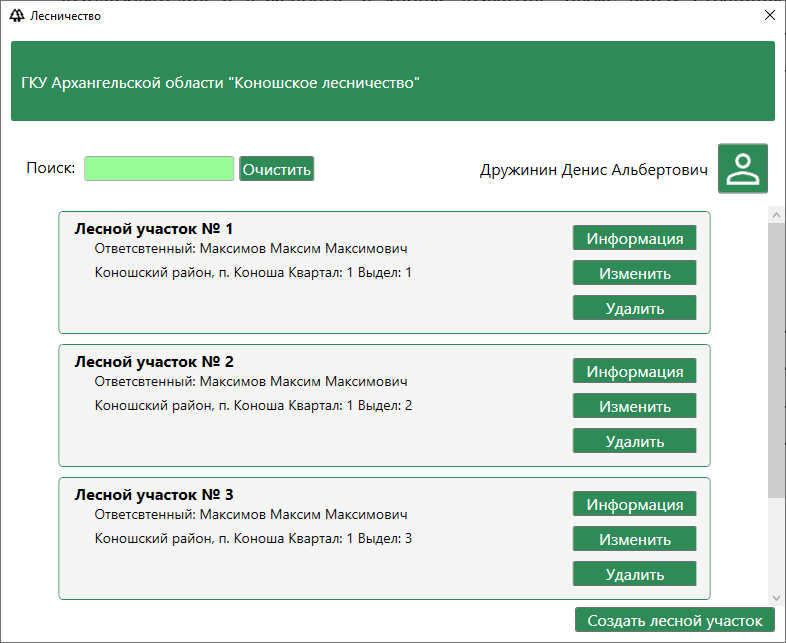 Лесничество
ГКУ Архангельской области "Коношское лесничество"
Поиск: Очистить Дружинин Денис Альбертович
Лесной участок № 1
Ответсвтенный: Максимов Максим Максимович
Коношский район, п. Коноша Квартал: 1 Выдел: 1
Информация
Изменить
Удалить
Лесной участок № 2
Ответсвтенный: Максимов Максим Максимович
Коношский район, п. Коноша Квартал: 1 Выдел: 2
Информация
Изменить
Удалить
Лесной участок № 3
Ответсвтенный: Максимов Максим Максимович
Коношский район, п. Коноша Квартал: 1 Выдел: 3
Информация
Изменить
Удалить
Создать лесной участок